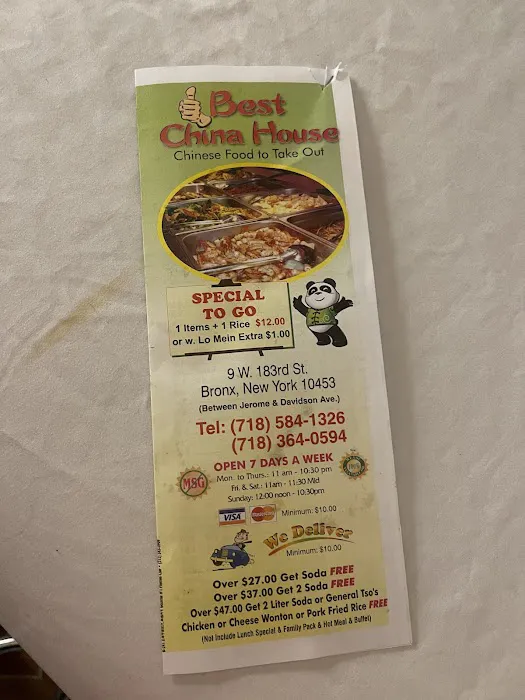 Best
China House
Chinese Food to Take Out
SPECIAL
TO GO
1 Items + 1 Rice $12.00
or w. Lo Mein Extra $1.00
9 W. 183rd St.
Bronx, New York 10453
(Between Jerome & Davidson Ave.)
Tel: (718) 584-1326
(718) 364-0594
OPEN 7 DAYS A WEEK
Mon. to Thurs.: 11 am - 10:30 pm
Fri. & Sat.: 11am - 11:30 Mid
Sunday: 12:00 noon - 10:30pm
MSG
VISA
MasterCard
Minimum: $10.00
We Deliver
Minimum: $10.00
Over $27.00 Get Soda FREE
Over $37.00 Get 2 Soda FREE
Over $47.00 Get 2 Liter Soda or General Tso's
Chicken or Cheese Wonton or Pork Fried Rice FREE
(Not Include Lunch Special & Family Pack & Hot Meal & Buffet)